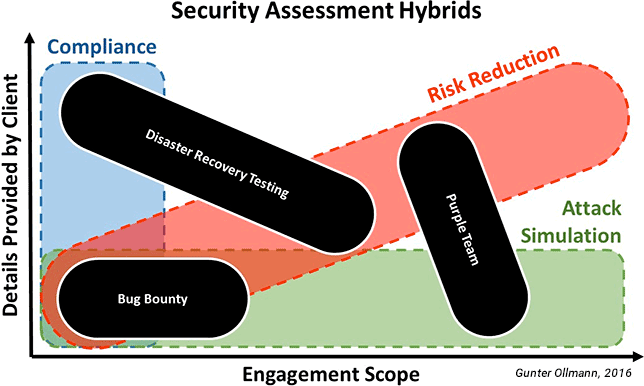 Security Assessment Hybrids
Compliance
Risk Reduction
Disaster Recovery Testing
Purple Team
Attack
Simulation
Bug Bounty
Details Provided by Client
Engagement Scope
Gunter Ollmann, 2016